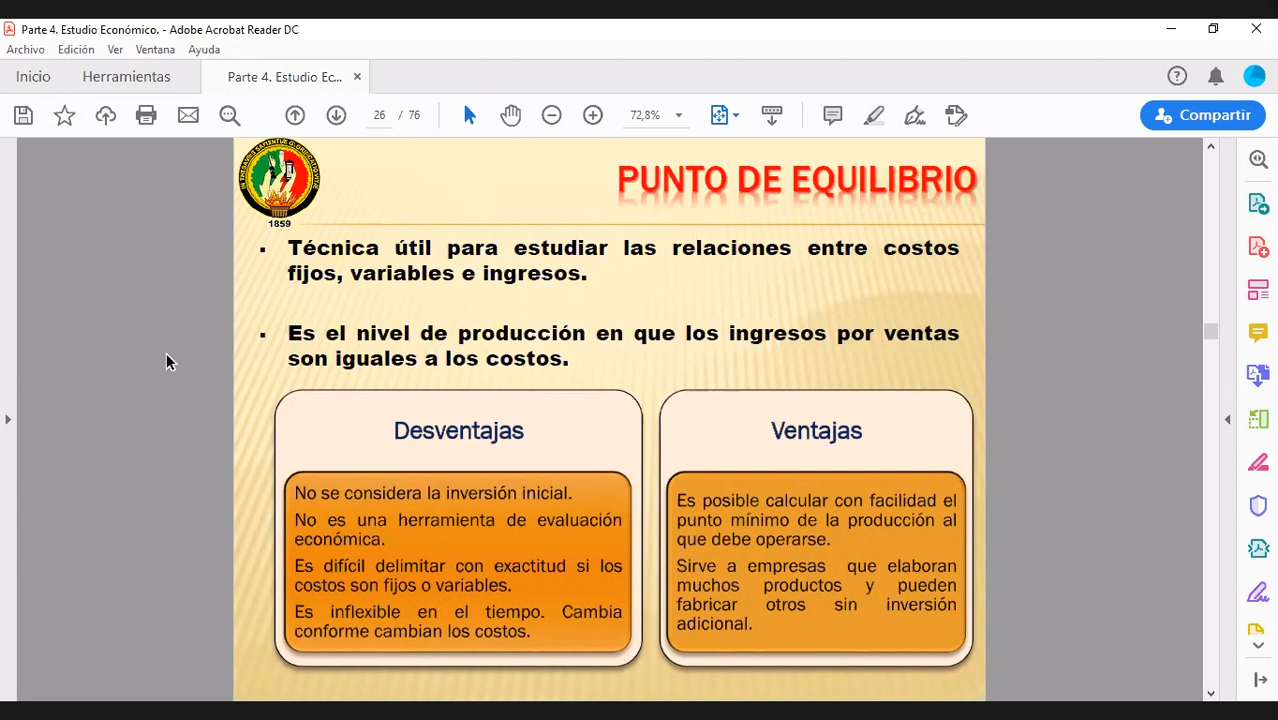 Parte 4. Estudio Económico. - Adobe Acrobat Reader DC
Archivo Edición Ver Ventana Ayuda
Inicio Herramientas Parte 4. Estudio Ec... ×
26 / 76 72,8% Compartir
PUNTO DE EQUILIBRIO
1859
▪ Técnica útil para estudiar las relaciones entre costos
fijos, variables e ingresos.
▪ Es el nivel de producción en que los ingresos por ventas
son iguales a los costos.
Desventajas
No se considera la inversión inicial.
No es una herramienta de evaluación
económica.
Es difícil delimitar con exactitud si los
costos son fijos o variables.
Es inflexible en el tiempo. Cambia
conforme cambian los costos.
Ventajas
Es posible calcular con facilidad el
punto mínimo de la producción al
que debe operarse.
Sirve a empresas que elaboran
muchos productos y pueden
fabricar otros sin inversión
adicional.